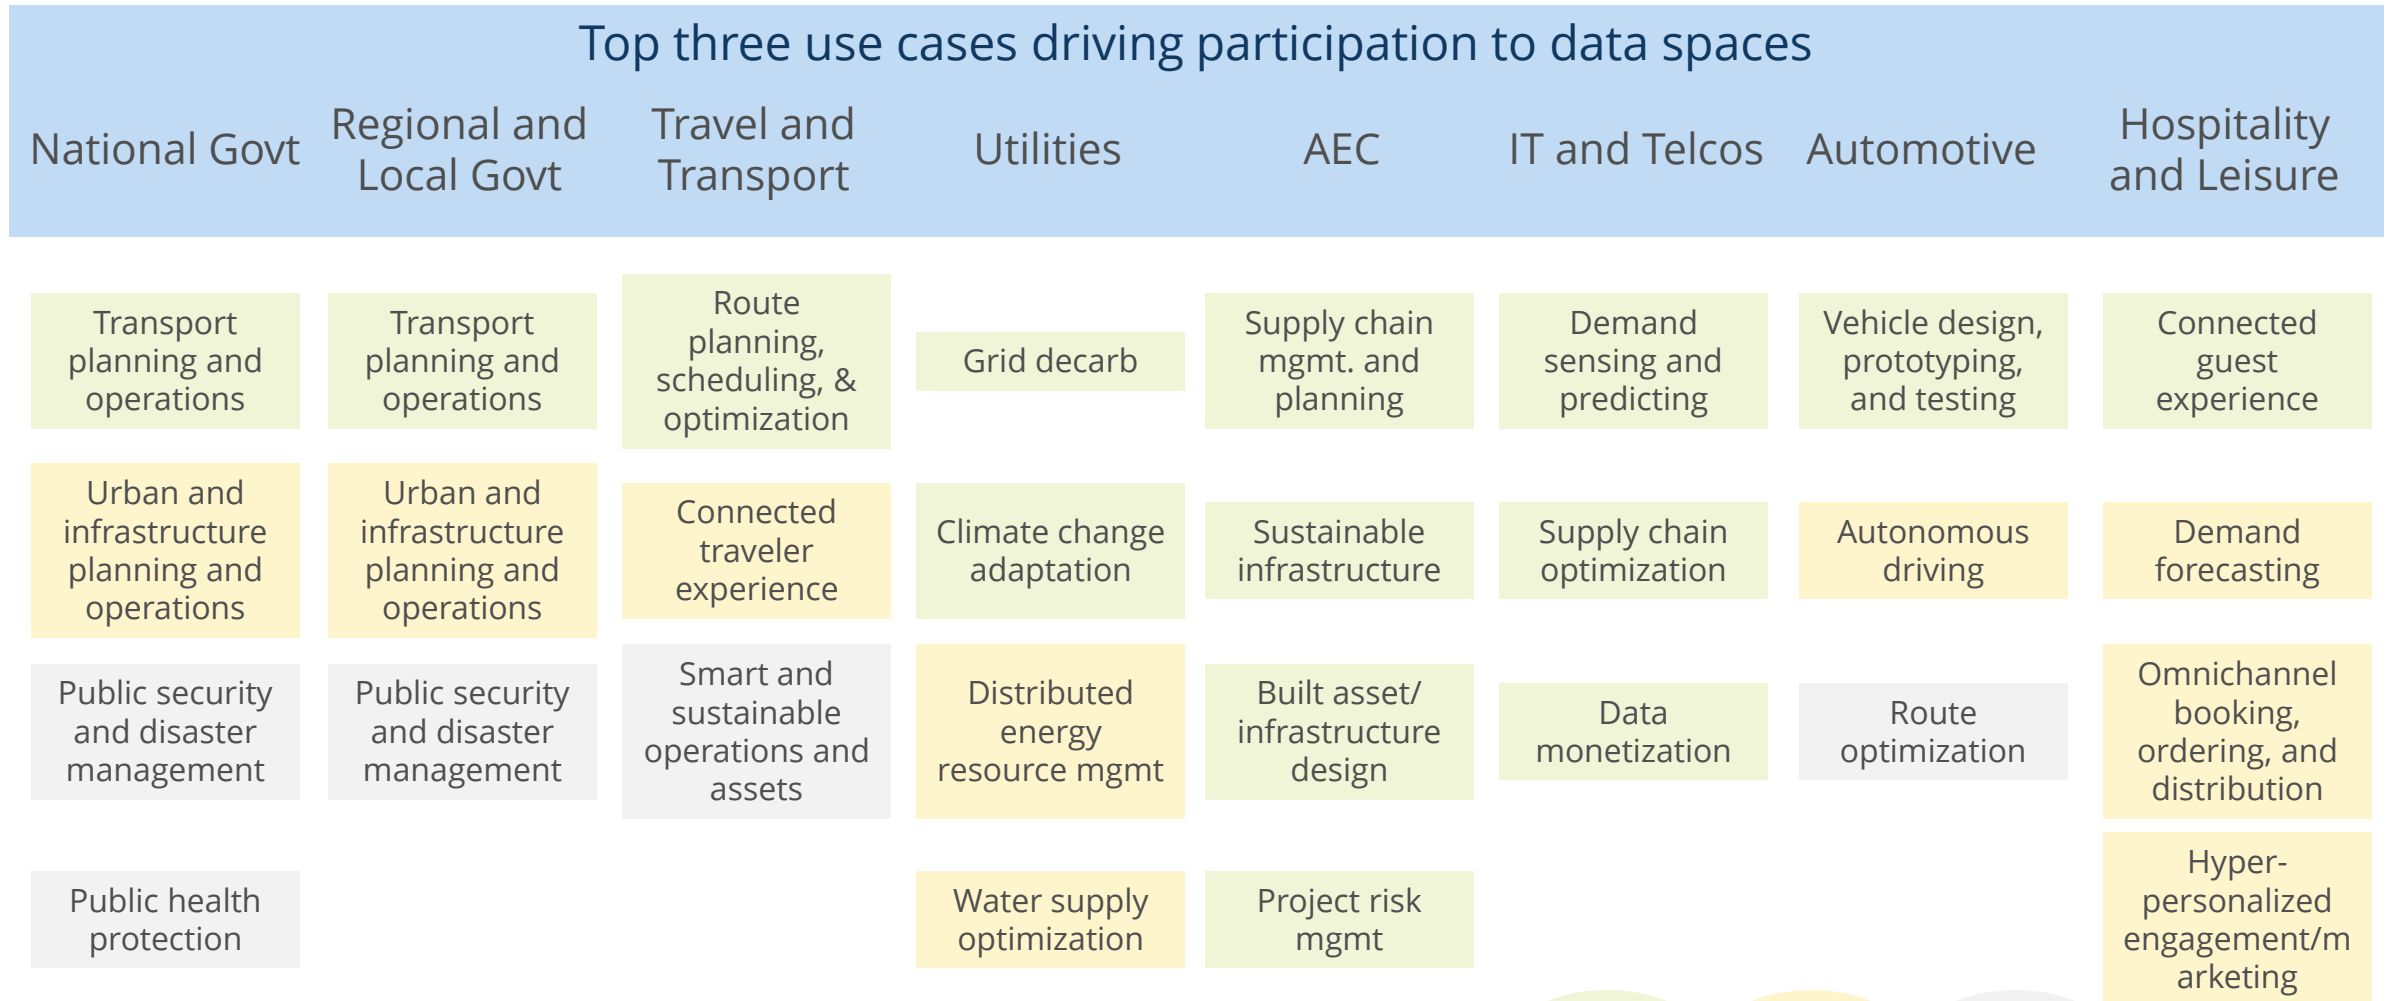 Top three use cases driving participation to data spaces
National Govt
Regional and
Local Govt
Travel and
Transport
Utilities
AEC
IT and Telcos
Automotive
Hospitality
and Leisure
Transport
planning and
operations
Transport
planning and
operations
Route
planning,
scheduling, &
optimization
Grid decarb
Supply chain
mgmt. and
planning
Demand
sensing and
predicting
Vehicle design,
prototyping,
and testing
Connected
guest
experience
Urban and
infrastructure
planning and
operations
Urban and
infrastructure
planning and
operations
Connected
traveler
experience
Climate change
adaptation
Sustainable
infrastructure
Supply chain
optimization
Autonomous
driving
Demand
forecasting
Public security
and disaster
management
Public security
and disaster
management
Smart and
sustainable
operations and
assets
Distributed
energy
resource mgmt
Built asset/
infrastructure
design
Data
monetization
Route
optimization
Omnichannel
booking,
ordering, and
distribution
Public health
protection
Water supply
optimization
Project risk
mgmt
Hyper-
personalized
engagement/m
arketing